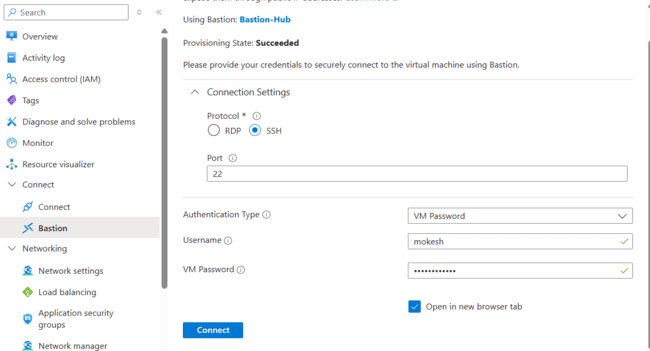 Search
Overview
Activity log
Access control (IAM)
Tags
Diagnose and solve problems
Monitor
Resource visualizer
Connect
Connect
Bastion
Networking
Network settings
Load balancing
Application security
groups
Network manager
Using Bastion: Bastion-Hub
Provisioning State: Succeeded
Please provide your credentials to securely connect to the virtual machine using Bastion.
Connection Settings
Protocol *
RDP SSH
Port
22
Authentication Type
VM Password
Username
mokesh
VM Password
••••••••••••
Open in new browser tab
Connect